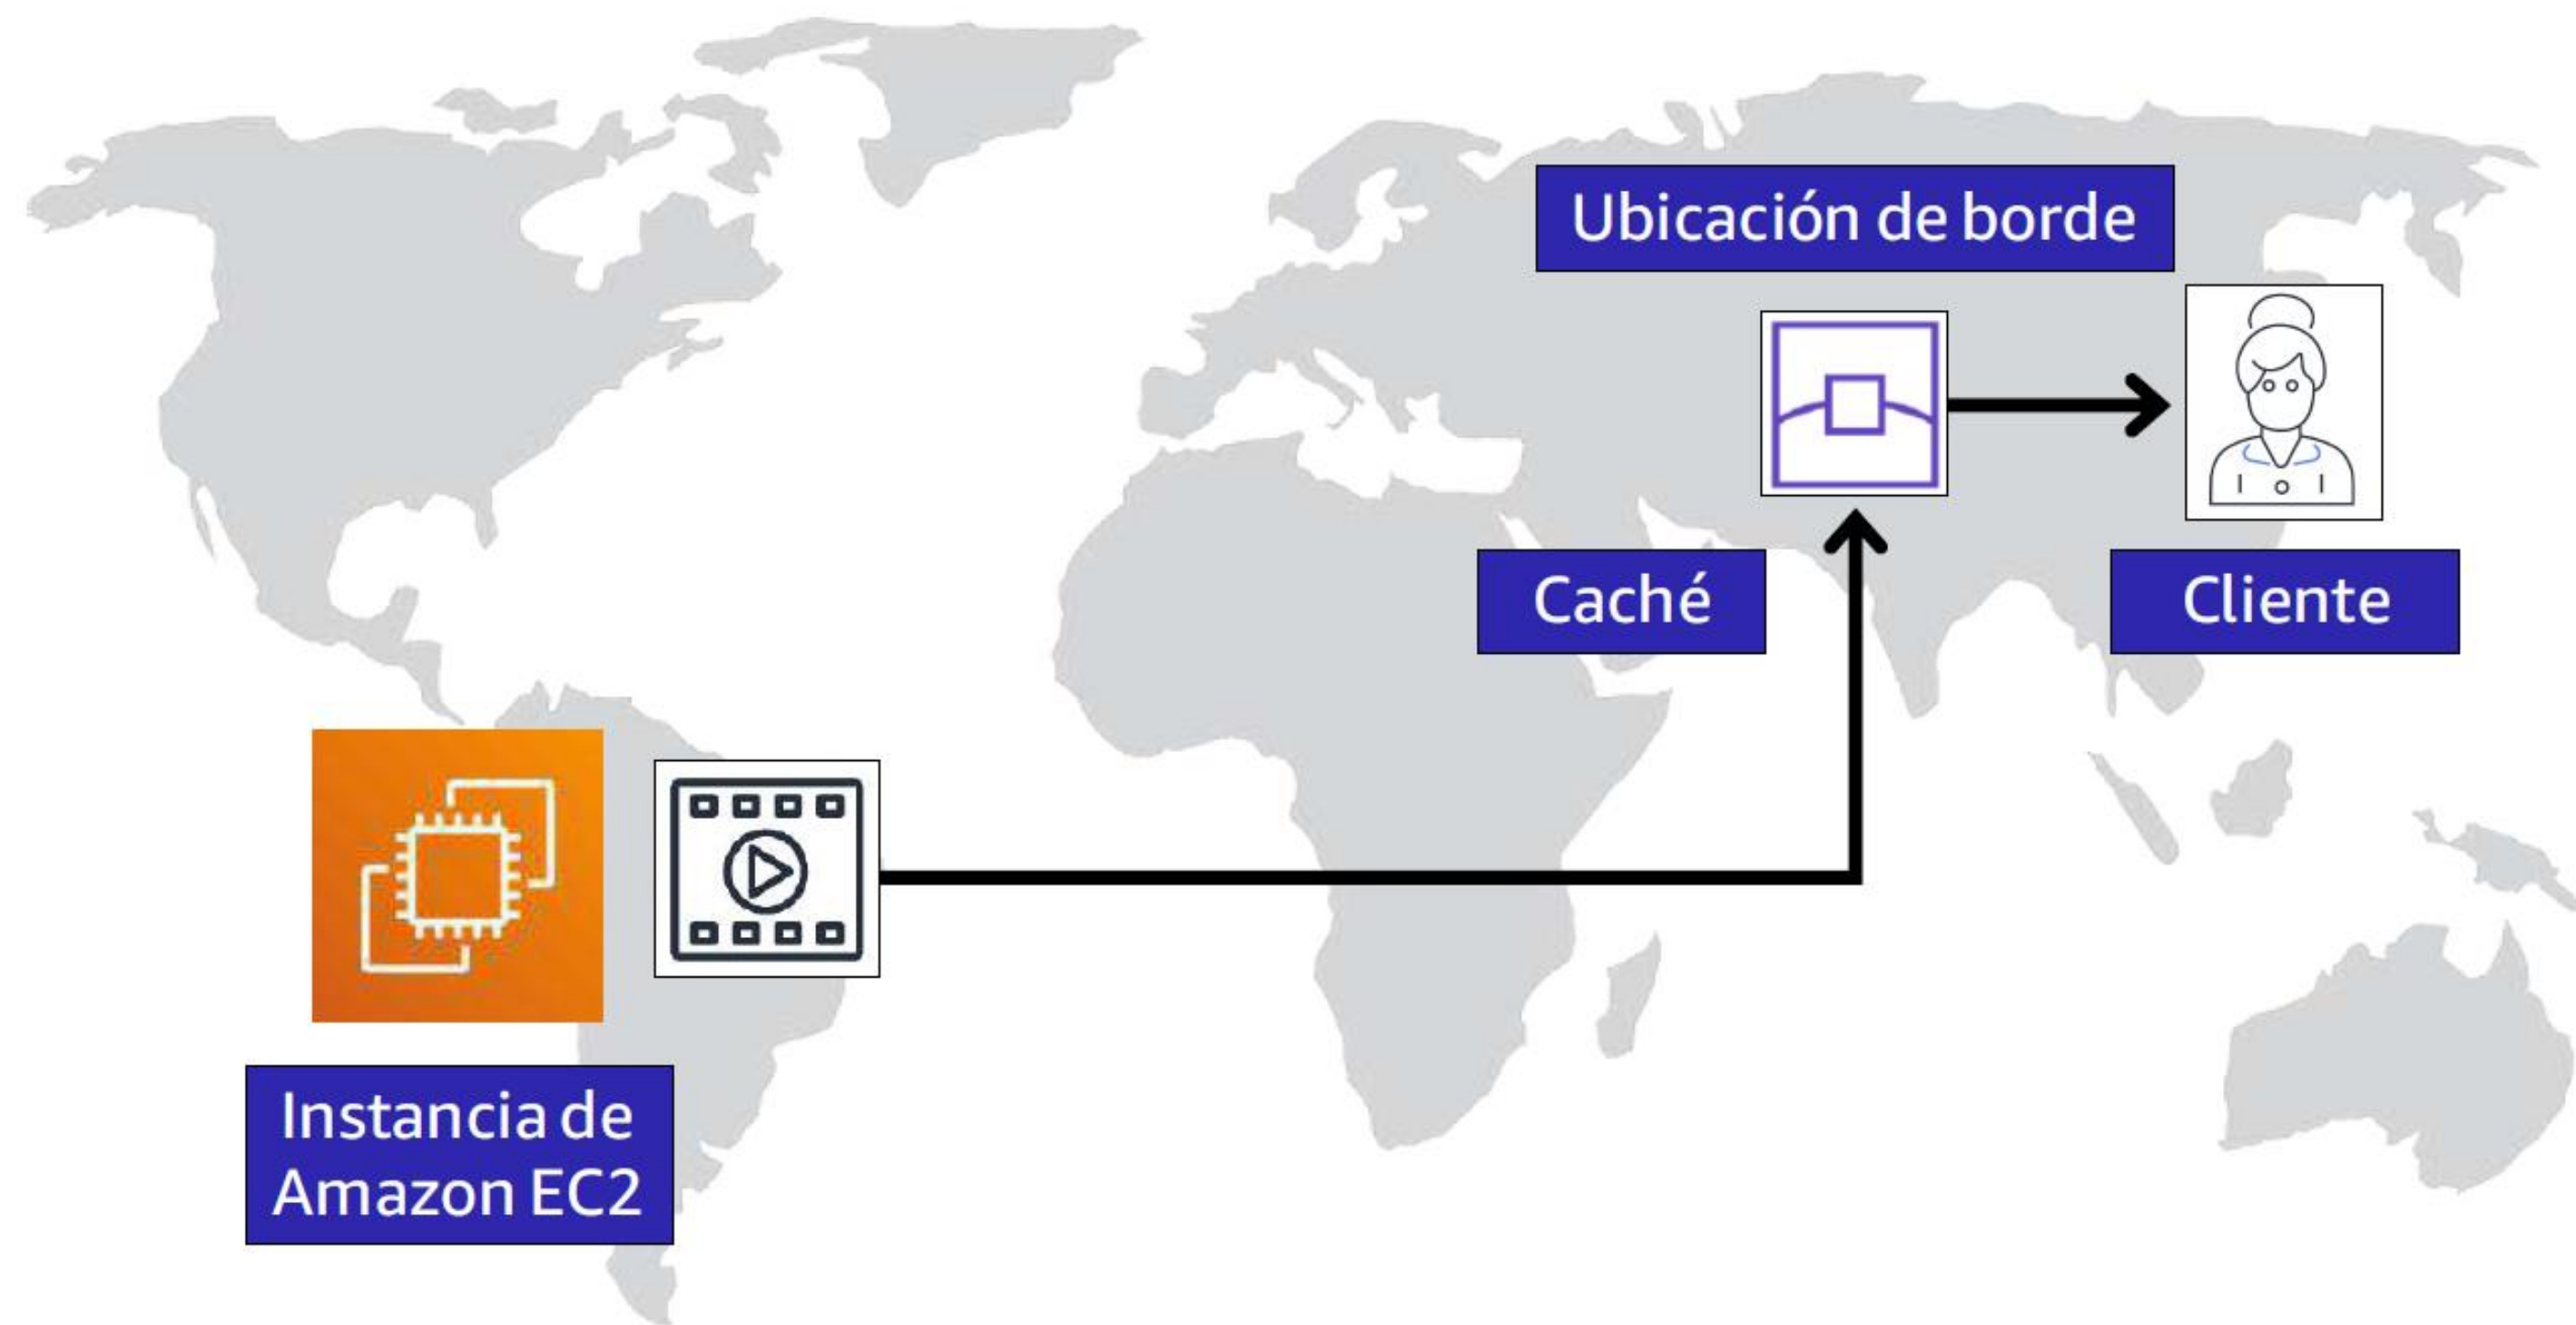 Ubicación de borde
Caché
Cliente
Instancia de
Amazon EC2